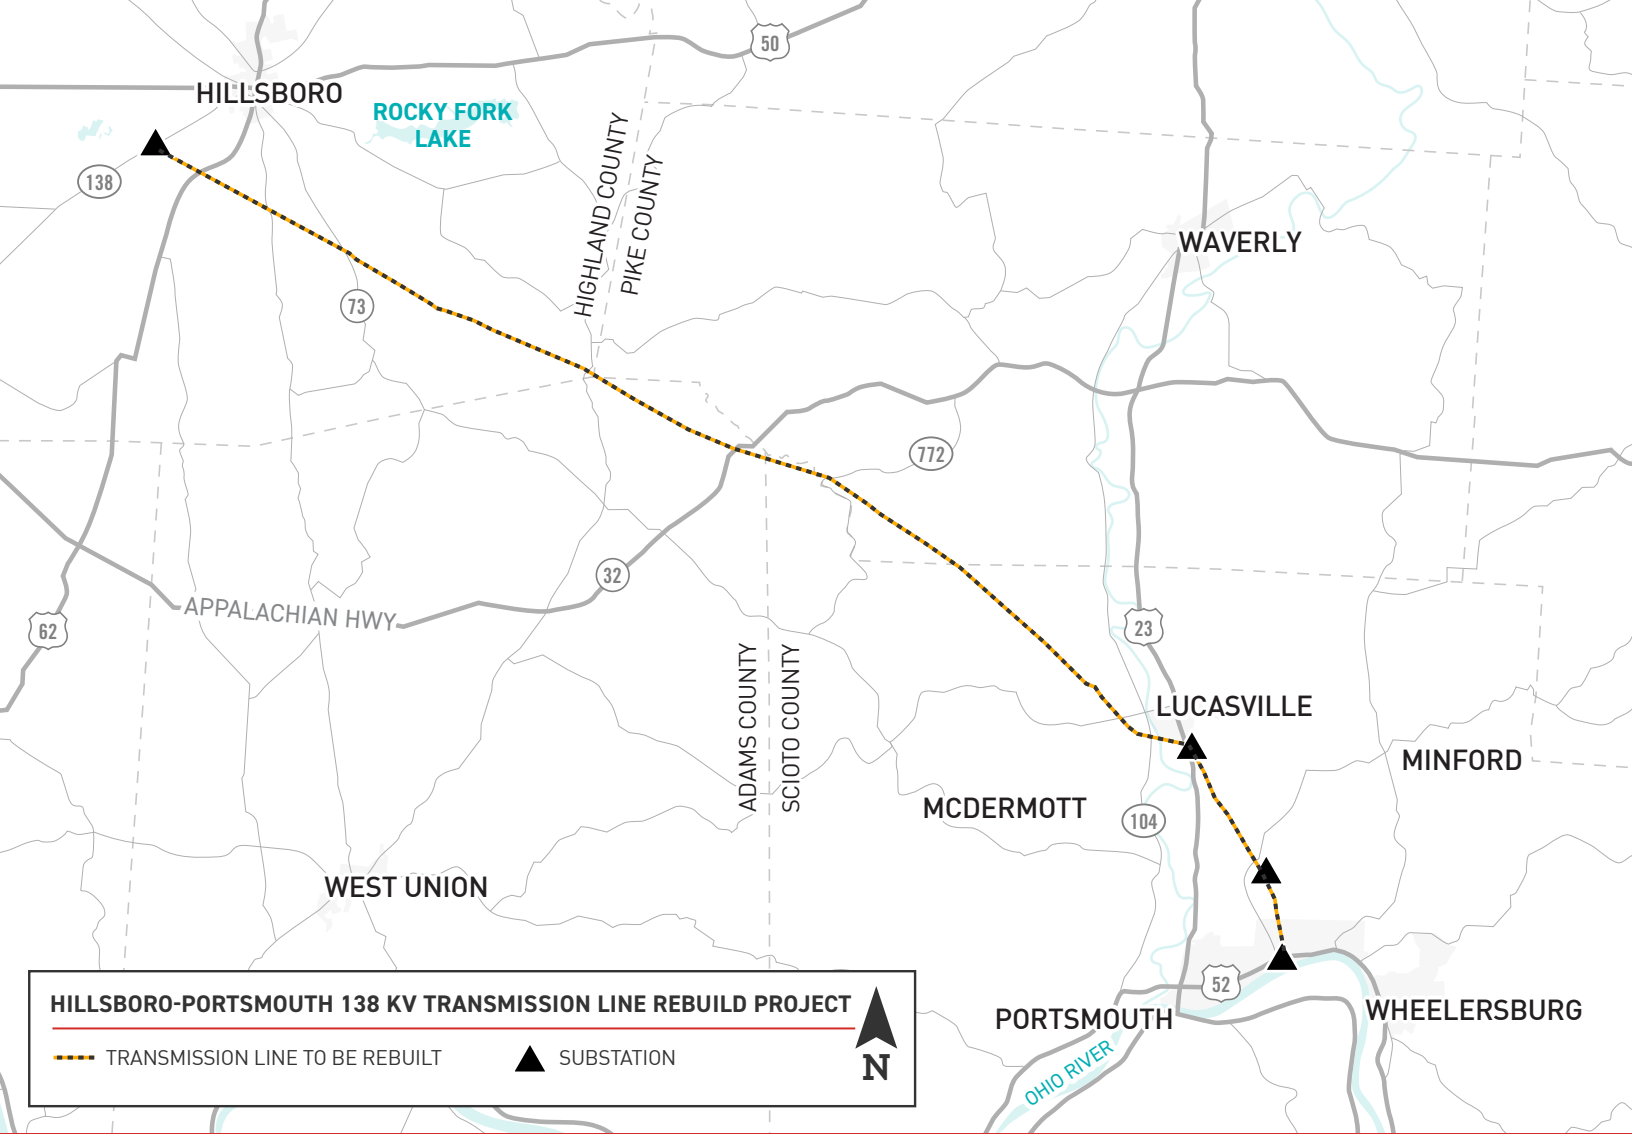 50
HILLSBORO
ROCKY FORK
LAKE
138
HIGHLAND COUNTY
PIKE COUNTY
WAVERLY
73
772
32
APPALACHIAN HWY
62
23
ADAMS COUNTY
SCIOTO COUNTY
LUCASVILLE
MINFORD
MCDERMOTT
104
WEST UNION
52
PORTSMOUTH
WHEELERSBURG
OHIO RIVER
HILLSBORO-PORTSMOUTH 138 KV TRANSMISSION LINE REBUILD PROJECT
TRANSMISSION LINE TO BE REBUILT
SUBSTATION
N